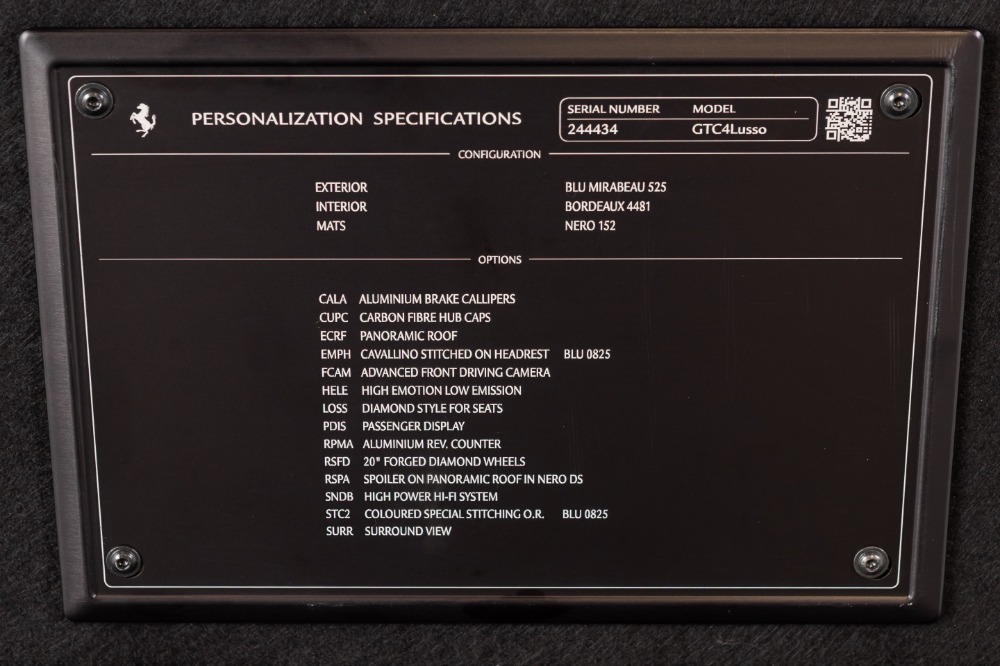 PERSONALIZATION SPECIFICATIONS
SERIAL NUMBER MODEL
244434 GTC4Lusso
CONFIGURATION
EXTERIOR BLU MIRABEAU 525
INTERIOR BORDEAUX 4481
MATS NERO 152
OPTIONS
CALA ALUMINIUM BRAKE CALLIPERS
CUPC CARBON FIBRE HUB CAPS
ECRF PANORAMIC ROOF
EMPH CAVALLINO STITCHED ON HEADREST BLU 0825
FCAM ADVANCED FRONT DRIVING CAMERA
HELE HIGH EMOTION LOW EMISSION
LOSS DIAMOND STYLE FOR SEATS
PDIS PASSENGER DISPLAY
RPMA ALUMINIUM REV. COUNTER
RSFD 20" FORGED DIAMOND WHEELS
RSPA SPOILER ON PANORAMIC ROOF IN NERO DS
SNDB HIGH POWER HI-FI SYSTEM
STC2 COLOURED SPECIAL STITCHING O.R. BLU 0825
SURR SURROUND VIEW